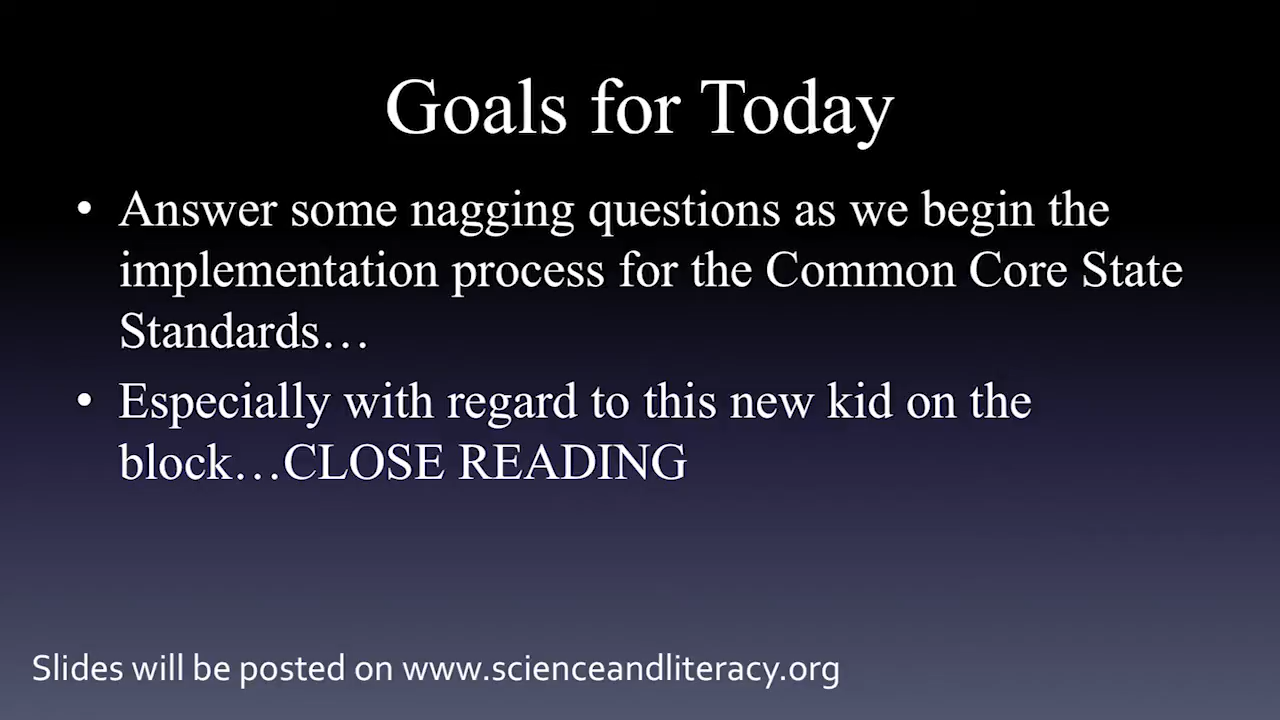 Goals for Today
• Answer some nagging questions as we begin the
implementation process for the Common Core State
Standards…
• Especially with regard to this new kid on the
block…CLOSE READING
Slides will be posted on www.scienceandliteracy.org